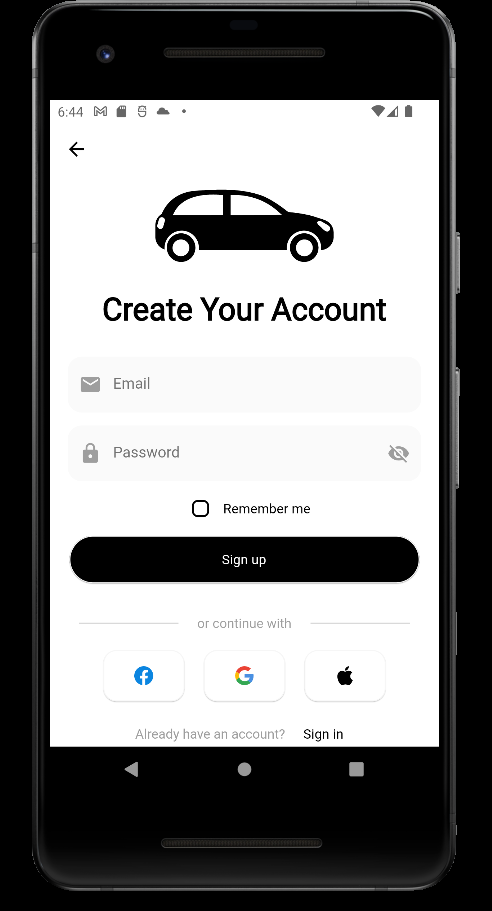 6:44
Create Your Account
Email
Password
Remember me
Sign up
or continue with
Already have an account? Sign in